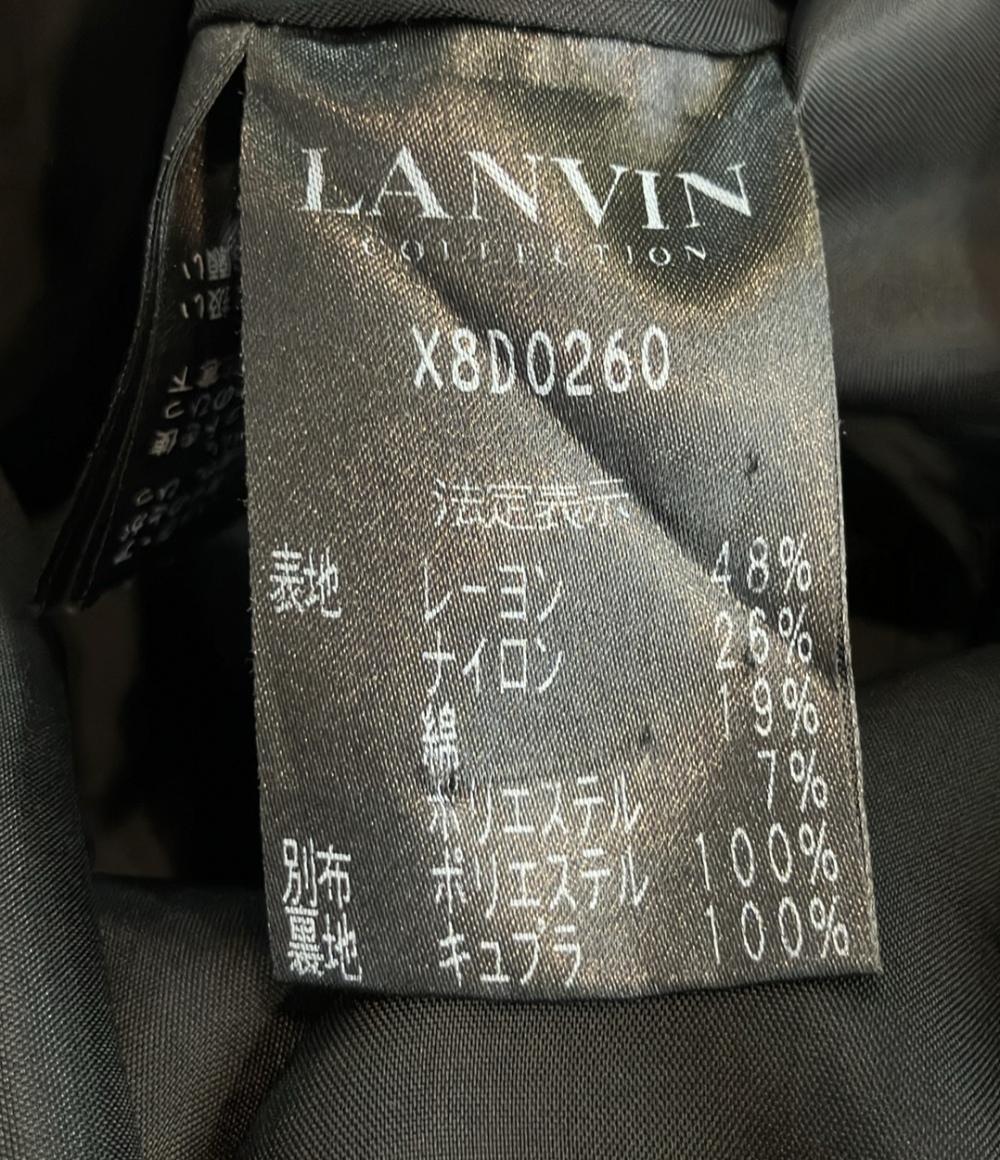 LANVIN
COLLECTION
X8D0260
法定表示
表地 レーヨン 48%
ナイロン 26%
綿 19%
ポリエステル 7%
別布 ポリエステル 100%
裏地 キュプラ 100%